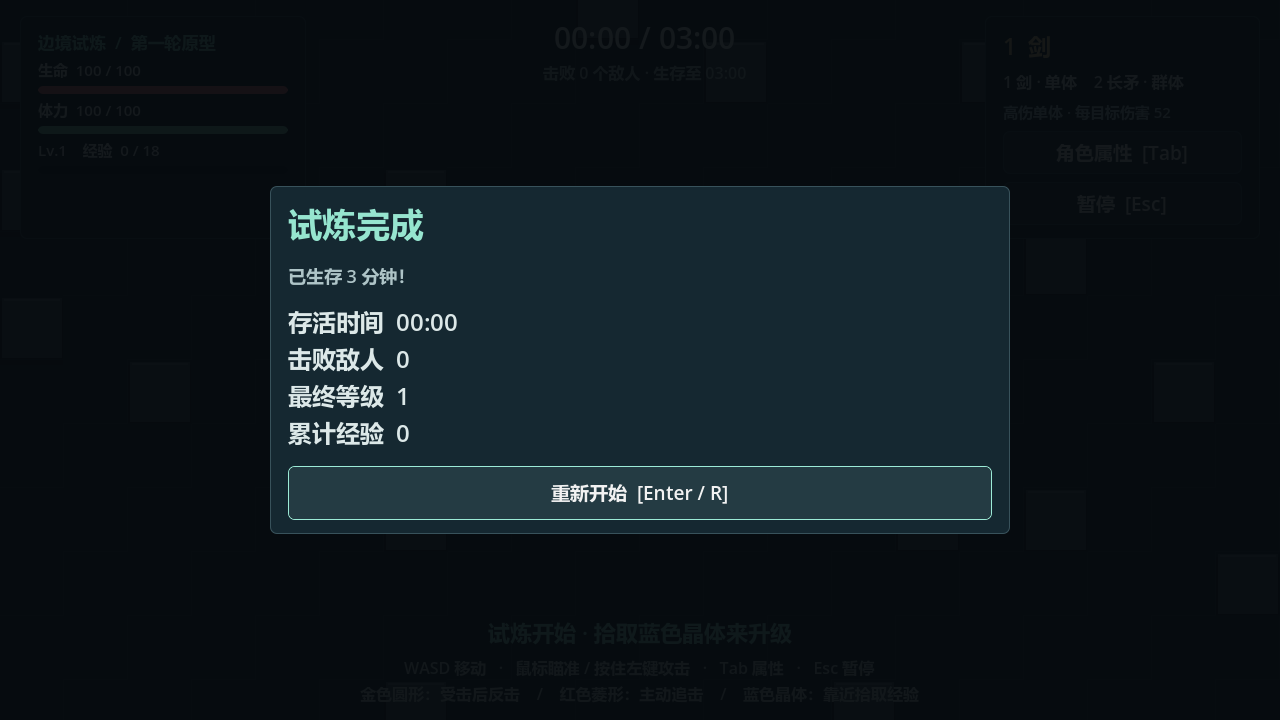 边境试炼 / 第一轮原型
生命 100 / 100
体力 100 / 100
Lv.1 经验 0 / 18
00:00 / 03:00
击败 0 个敌人 · 生存至 03:00
1 剑
1 剑 · 单体 2 长矛 · 群体
高伤单体 · 每目标伤害 52
角色属性 [Tab]
暂停 [Esc]
试炼完成
已生存 3 分钟!
存活时间 00:00
击败敌人 0
最终等级 1
累计经验 0
重新开始 [Enter / R]
试炼开始 · 拾取蓝色晶体来升级
WASD 移动 · 鼠标瞄准 / 按住左键攻击 · Tab 属性 · Esc 暂停
金色圆形：受击后反击 / 红色菱形：主动追击 / 蓝色晶体：靠近拾取经验